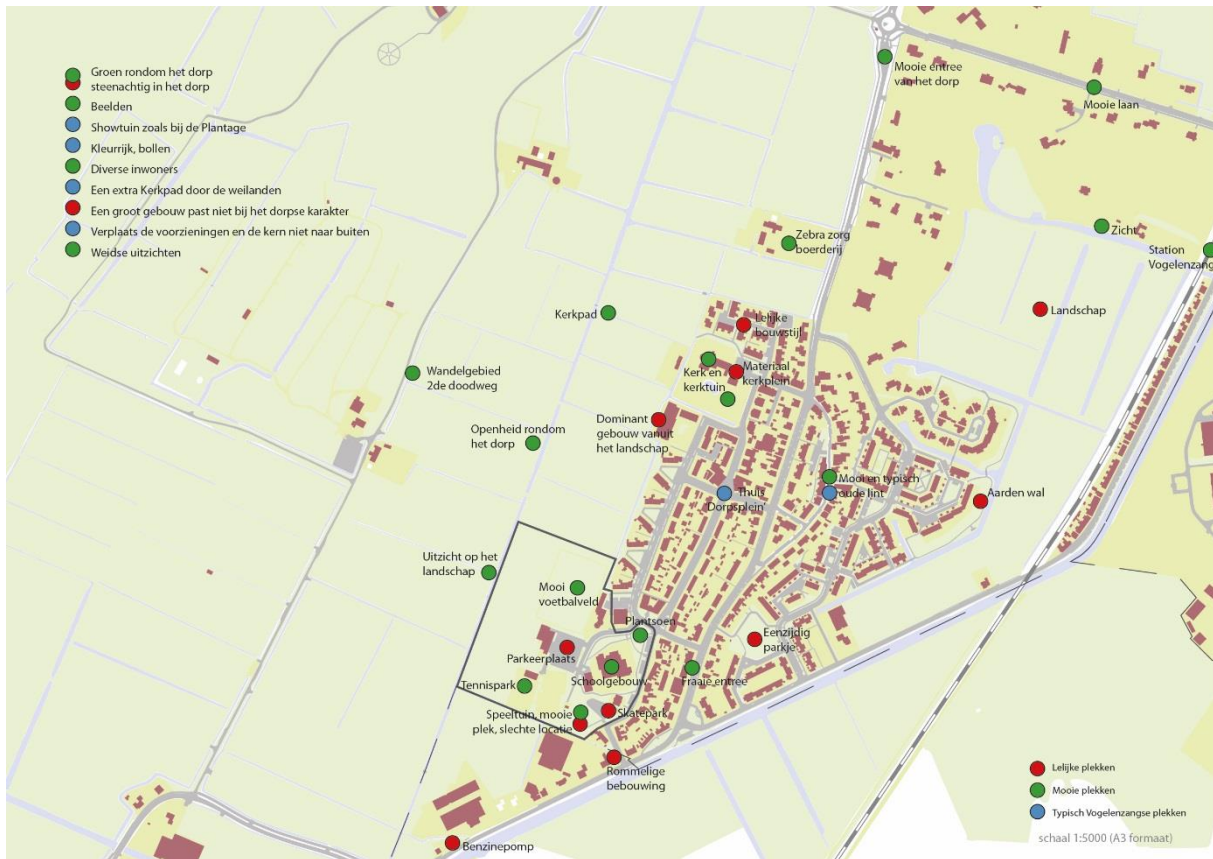 Groen rondom het dorp
steenachtig in het dorp
Beelden
Showtuin zoals bij de Plantage
Kleurrijk, bollen
Diverse inwoners
Een extra Kerkpad door de weilanden
Een groot gebouw past niet bij het dorpse karakter
Verplaats de voorzieningen en de kern niet naar buiten
Weidse uitzichten
Mooie entree
van het dorp
Mooie laan
Zebra zorg
boerderij
Zicht
Station
Vogelenzang
Landschap
Kerkpad
Lelijke
bouwstijl
Kerk en
kerktuin
Materiaal
kerkplein
Wandelgebied
2de doodweg
Dominant
gebouw vanuit
het landschap
Openheid rondom
het dorp
Thuis
'Dorpsplein'
Mooi en typisch
oude lint
Aarden wal
Uitzicht op het
landschap
Mooi
voetbalveld
Plantsoen
Eenzijdig
parkje
Parkeerplaats
Schoolgebouw
Fraaie entree
Tennispark
Speeltuin, mooie
plek, slechte locatie
Skatepark
Rommelige
bebouwing
Benzinepomp
Lelijke plekken
Mooie plekken
Typisch Vogelenzangse plekken
schaal 1:5000 (A3 formaat)